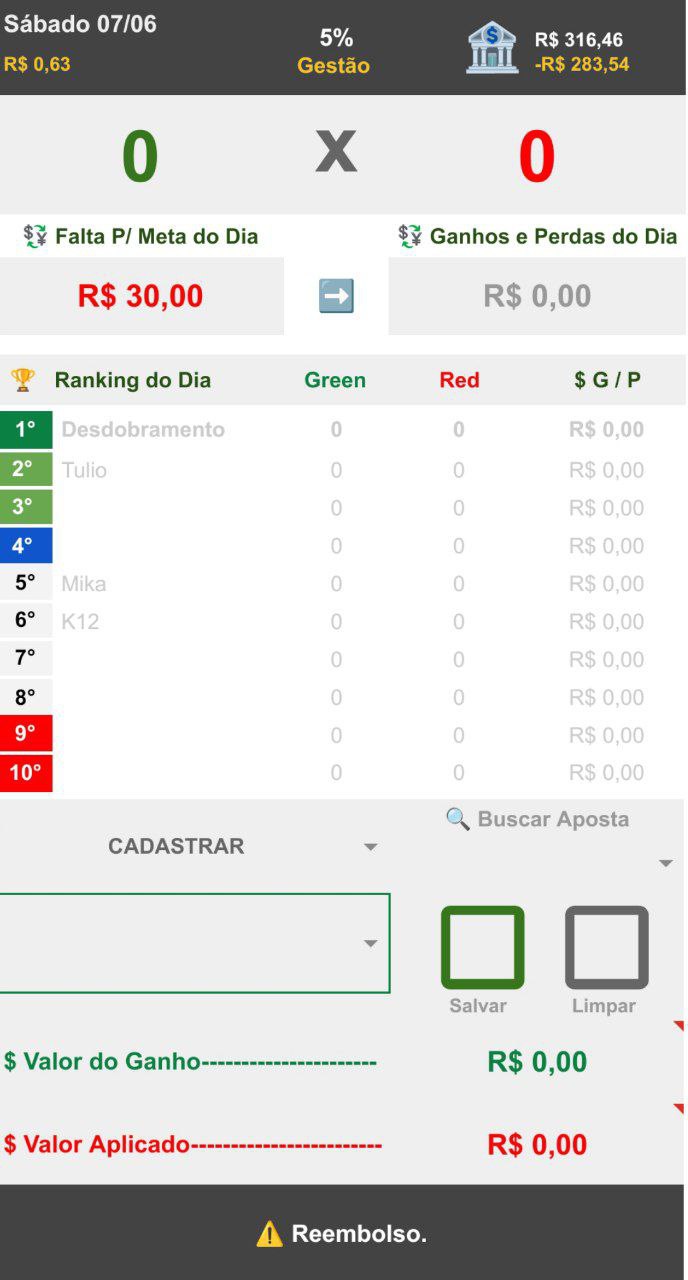 Sábado 07/06
5%
R$ 316,46
R$ 0,63
Gestão
-R$ 283,54
0 X 0
Falta P/ Meta do Dia
Ganhos e Perdas do Dia
R$ 30,00
R$ 0,00
Ranking do Dia Green Red $ G / P
1° Desdobramento 0 0 R$ 0,00
2° Tulio 0 0 R$ 0,00
3° 0 0 R$ 0,00
4° 0 0 R$ 0,00
5° Mika 0 0 R$ 0,00
6° K12 0 0 R$ 0,00
7° 0 0 R$ 0,00
8° 0 0 R$ 0,00
9° 0 0 R$ 0,00
10° 0 0 R$ 0,00
Buscar Aposta
CADASTRAR
Salvar Limpar
$ Valor do Ganho---------------------- R$ 0,00
$ Valor Aplicado------------------------ R$ 0,00
Reembolso.